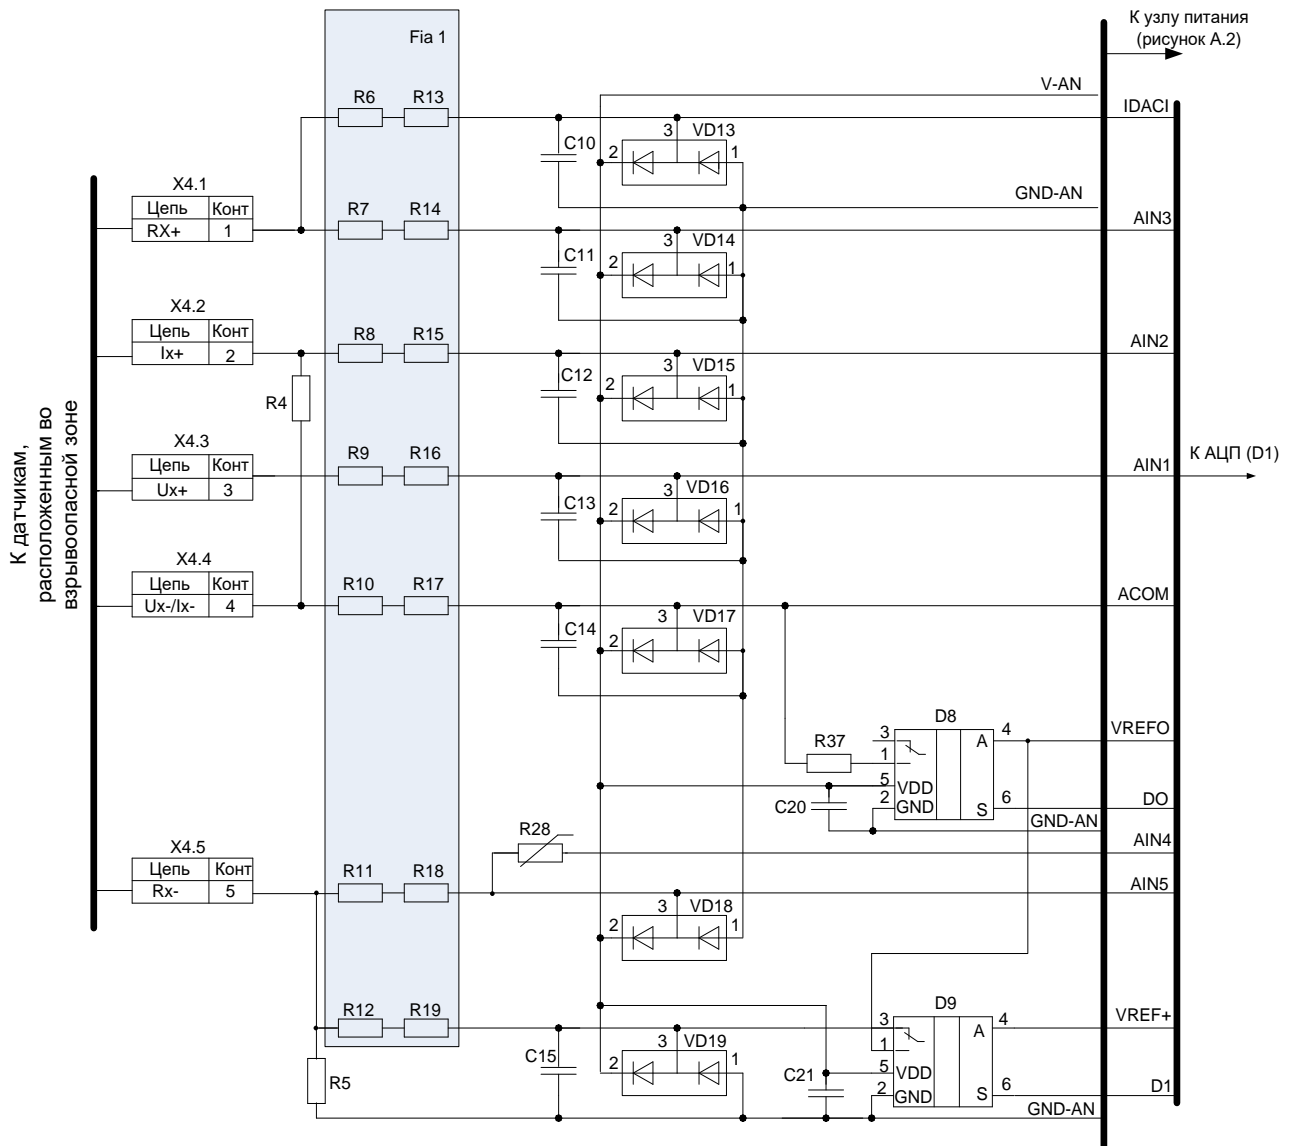 К узлу питания
(рисунок А.2)
Fia 1
V-AN
IDACI
R6 R13
C10
3 VD13
2 1
GND-AN
X4.1
Цепь Конт
RX+ 1
R7 R14
AIN3
C11
3 VD14
2 1
X4.2
Цепь Конт
Ix+ 2
R8 R15
AIN2
C12
3 VD15
2 1
R4
X4.3
Цепь Конт
Ux+ 3
R9 R16
AIN1
К АЦП (D1)
C13
3 VD16
2 1
К датчикам,
расположенным во
взрывоопасной зоне
X4.4
Цепь Конт
Ux-/Ix- 4
R10 R17
ACOM
C14
3 VD17
2 1
D8
3 A 4
VREFO
R37
1
5 VDD
2 GND S 6
DO
C20
GND-AN
R28
AIN4
X4.5
Цепь Конт
Rx- 5
R11 R18
AIN5
3 VD18
2 1
R12 R19
D9
3 A 4
VREF+
1
C15
3 VD19
2 1
C21
5 VDD
2 GND S 6
D1
R5
GND-AN